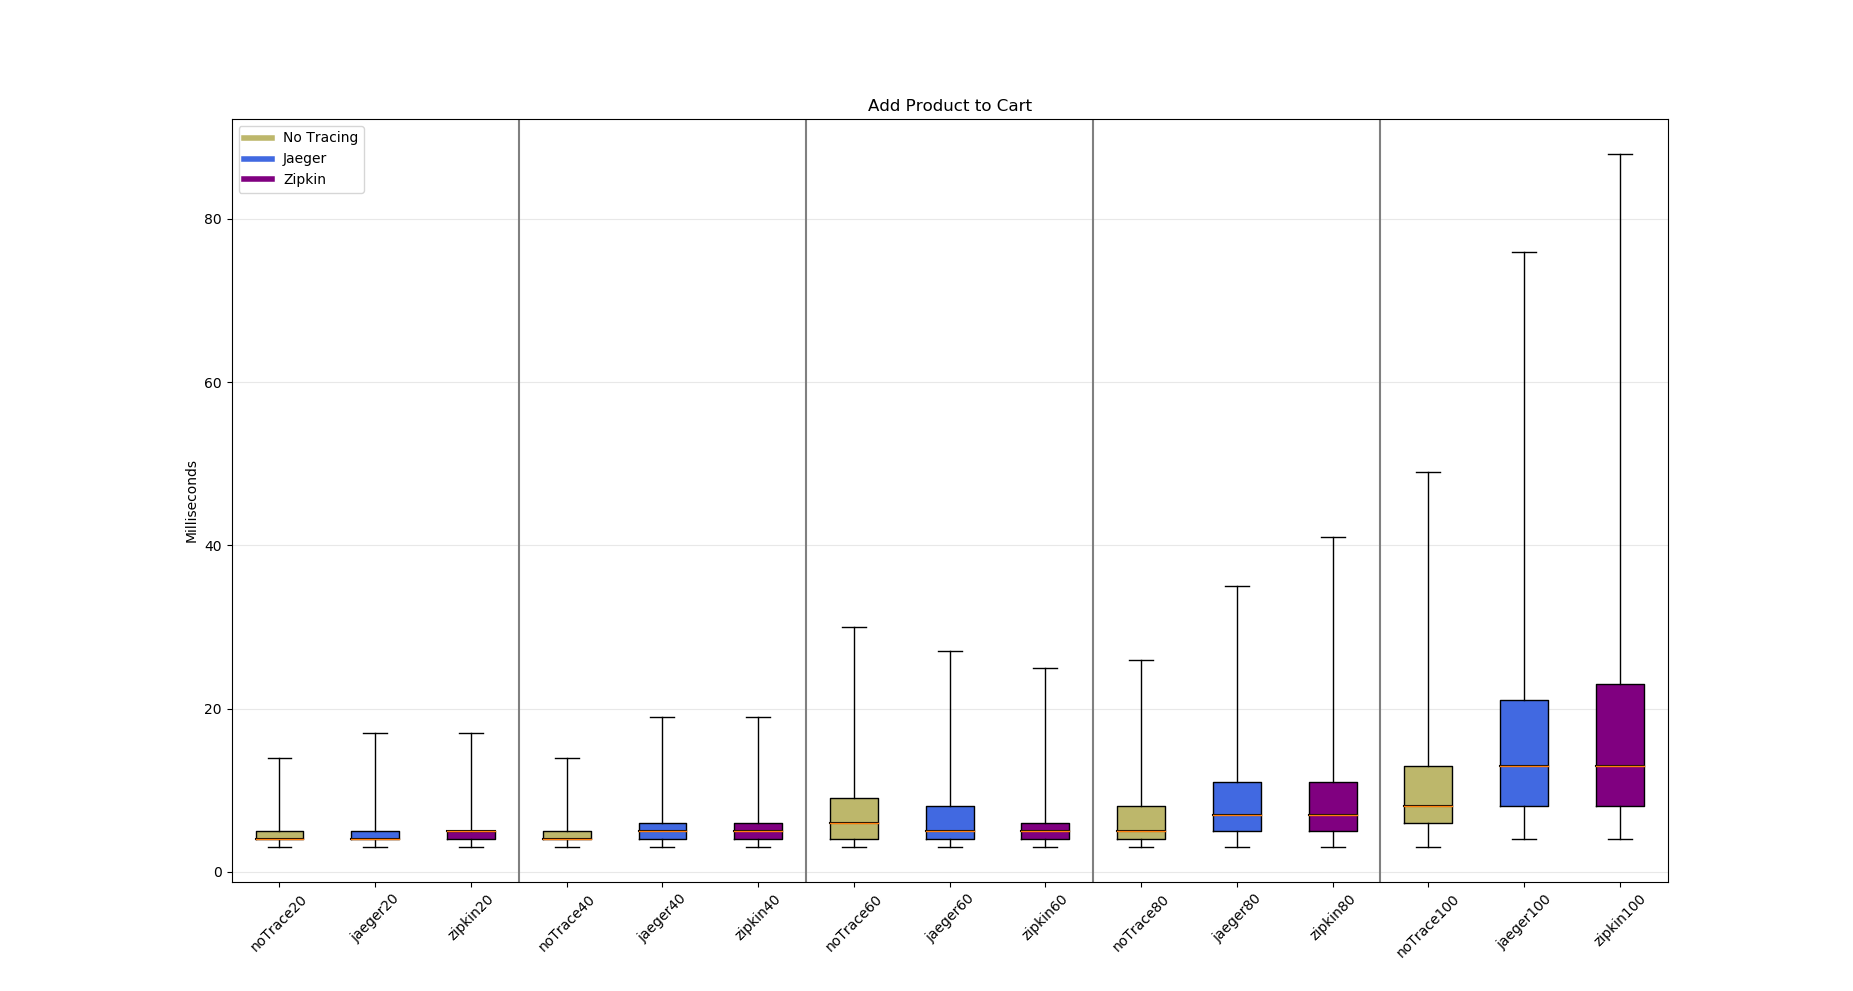 Add Product to Cart
No Tracing
Jaeger
Zipkin
80
60
40
20
0
Milliseconds
noTrace20
jaeger20
zipkin20
noTrace40
jaeger40
zipkin40
noTrace60
jaeger60
zipkin60
noTrace80
jaeger80
zipkin80
noTrace100
jaeger100
zipkin100